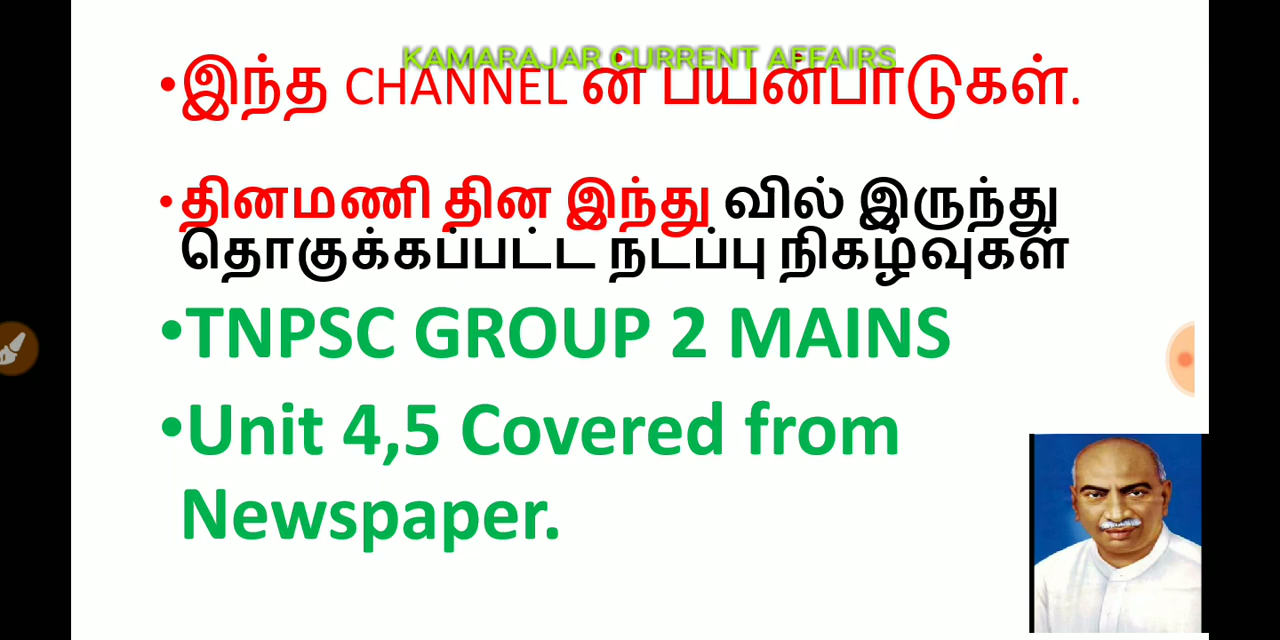 KAMARAJAR CURRENT AFFAIRS
•இந்த CHANNEL ன் பயன்பாடுகள்.
•தினமணி தின இந்து வில் இருந்து
தொகுக்கப்பட்ட நடப்பு நிகழ்வுகள்
•TNPSC GROUP 2 MAINS
•Unit 4,5 Covered from
Newspaper.